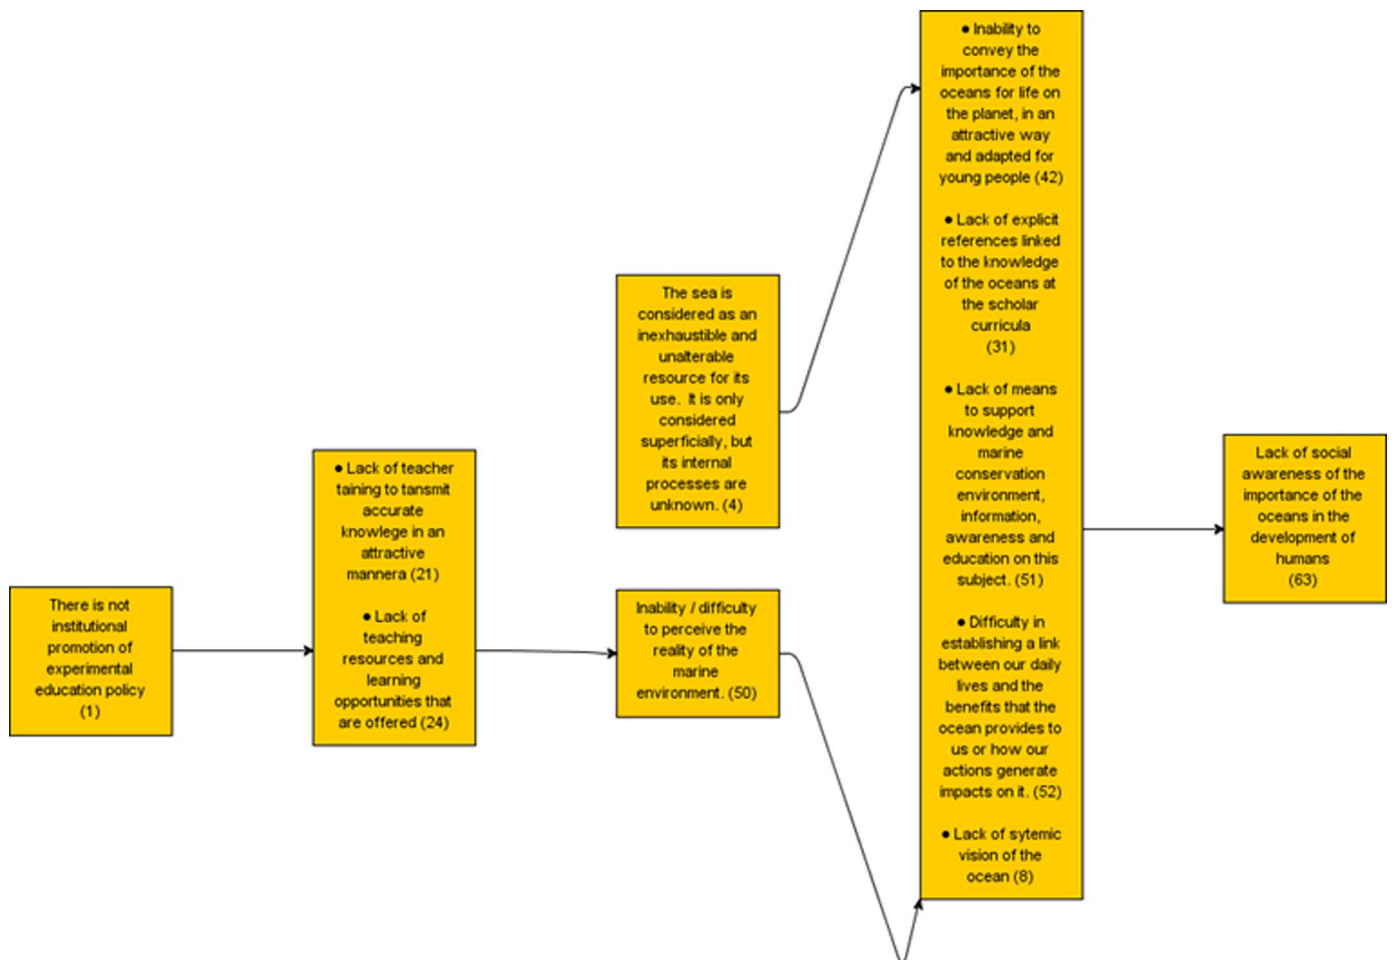 There is not
institutional
promotion of
experimental
education policy
(1)
● Lack of teacher
taining to tansmit
accurate
knowlege in an
attractive
mannera (21)
● Lack of
teaching
resources and
learning
opportunities that
are offered (24)
The sea is
considered as an
inexhaustible and
unalterable
resource for its
use. It is only
considered
superficially, but
its internal
processes are
unknown. (4)
Inability / difficulty
to perceive the
reality of the
marine
environment. (50)
● Inability to
convey the
importance of the
oceans for life on
the planet, in an
attractive way
and adapted for
young people (42)
● Lack of explicit
references linked
to the knowledge
of the oceans at
the scholar
curricula
(31)
● Lack of means
to support
knowledge and
marine
conservation
environment,
information,
awareness and
education on this
subject. (51)
● Difficulty in
establishing a link
between our daily
lives and the
benefits that the
ocean provides to
us or how our
actions generate
impacts on it. (52)
● Lack of sytemic
vision of the
ocean (8)
Lack of social
awareness of the
importance of the
oceans in the
development of
humans
(63)